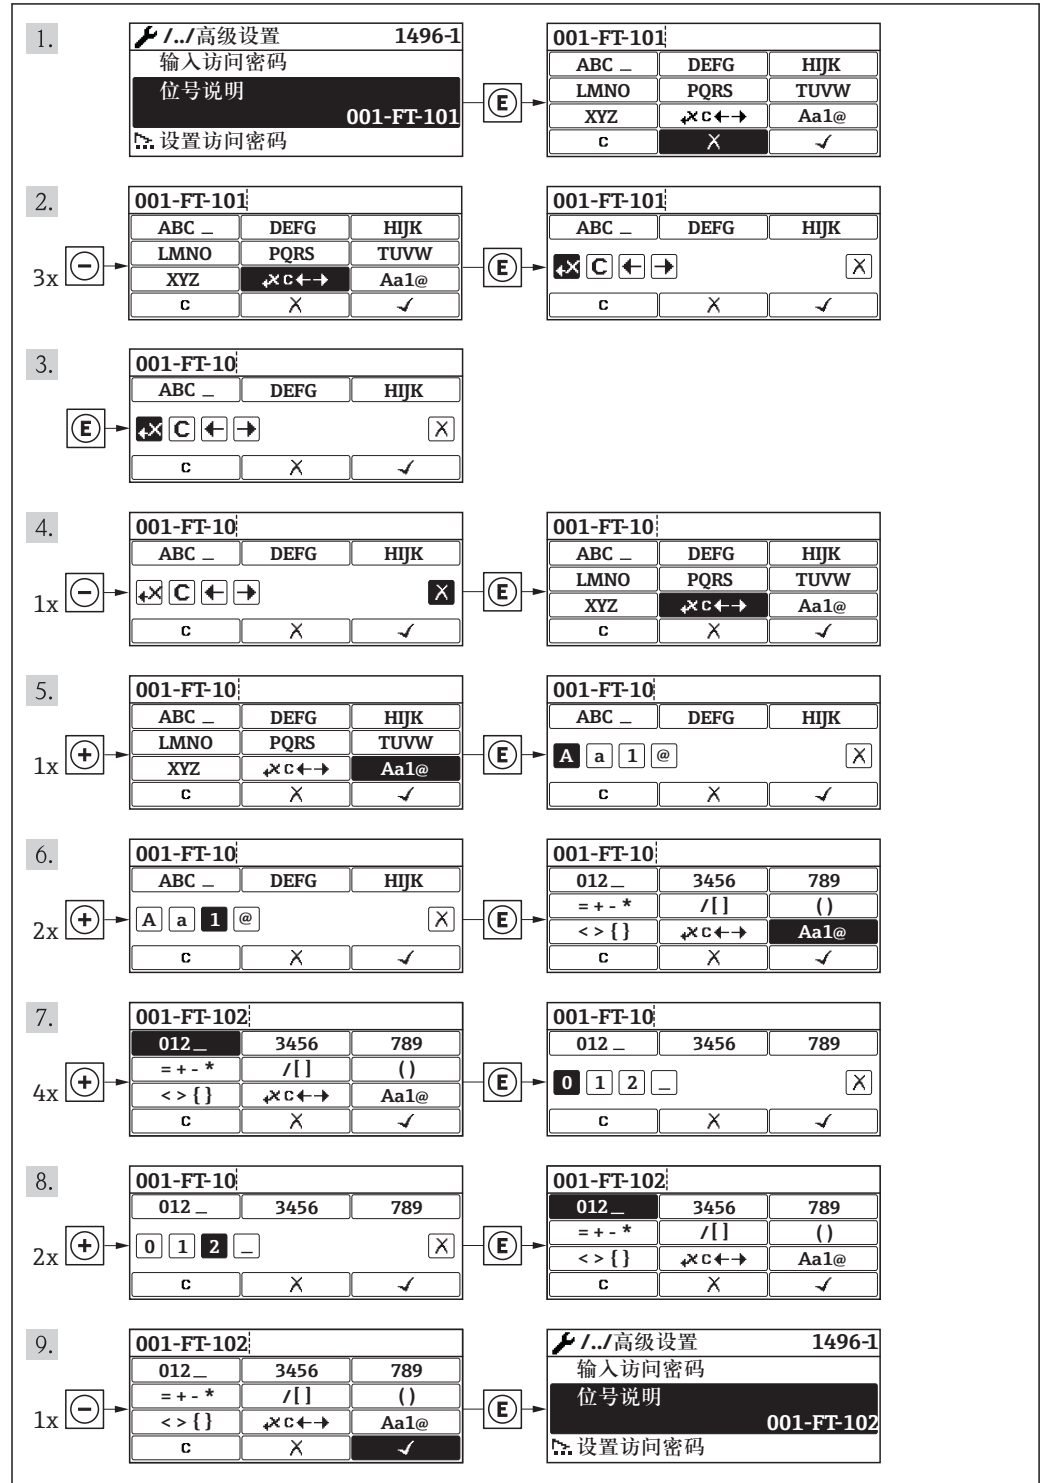 1.
/../高级设置 1496-1
输入访问密码
位号说明
001-FT-101
设置访问密码
E
001-FT-101
ABC _ DEFG HIJK
LMNO PQRS TUVW
XYZ C Aa1@
C X ✓
2.
3x
001-FT-101
ABC _ DEFG HIJK
LMNO PQRS TUVW
XYZ C Aa1@
C X ✓
E
001-FT-101
ABC _ DEFG HIJK
C ← → X
C X ✓
3.
E
001-FT-10
ABC _ DEFG HIJK
C ← → X
C X ✓
4.
1x
001-FT-10
ABC _ DEFG HIJK
C ← → X
C X ✓
E
001-FT-10
ABC _ DEFG HIJK
LMNO PQRS TUVW
XYZ C Aa1@
C X ✓
5.
1x
001-FT-10
ABC _ DEFG HIJK
LMNO PQRS TUVW
XYZ C Aa1@
C X ✓
E
001-FT-10
ABC _ DEFG HIJK
A a 1 @ X
C X ✓
6.
2x
001-FT-10
ABC _ DEFG HIJK
A a 1 @ X
C X ✓
E
001-FT-10
012_ 3456 789
= + - * / [ ] ( )
< > { } C Aa1@
C X ✓
7.
4x
001-FT-102
012_ 3456 789
= + - * / [ ] ( )
< > { } C Aa1@
C X ✓
E
001-FT-10
012 _ 3456 789
0 1 2 _ X
C X ✓
8.
2x
001-FT-10
012 _ 3456 789
0 1 2 _ X
C X ✓
E
001-FT-102
012_ 3456 789
= + - * / [ ] ( )
< > { } C Aa1@
C X ✓
9.
1x
001-FT-102
012_ 3456 789
= + - * / [ ] ( )
< > { } C Aa1@
C X ✓
E
/../高级设置 1496-1
输入访问密码
位号说明
001-FT-102
设置访问密码